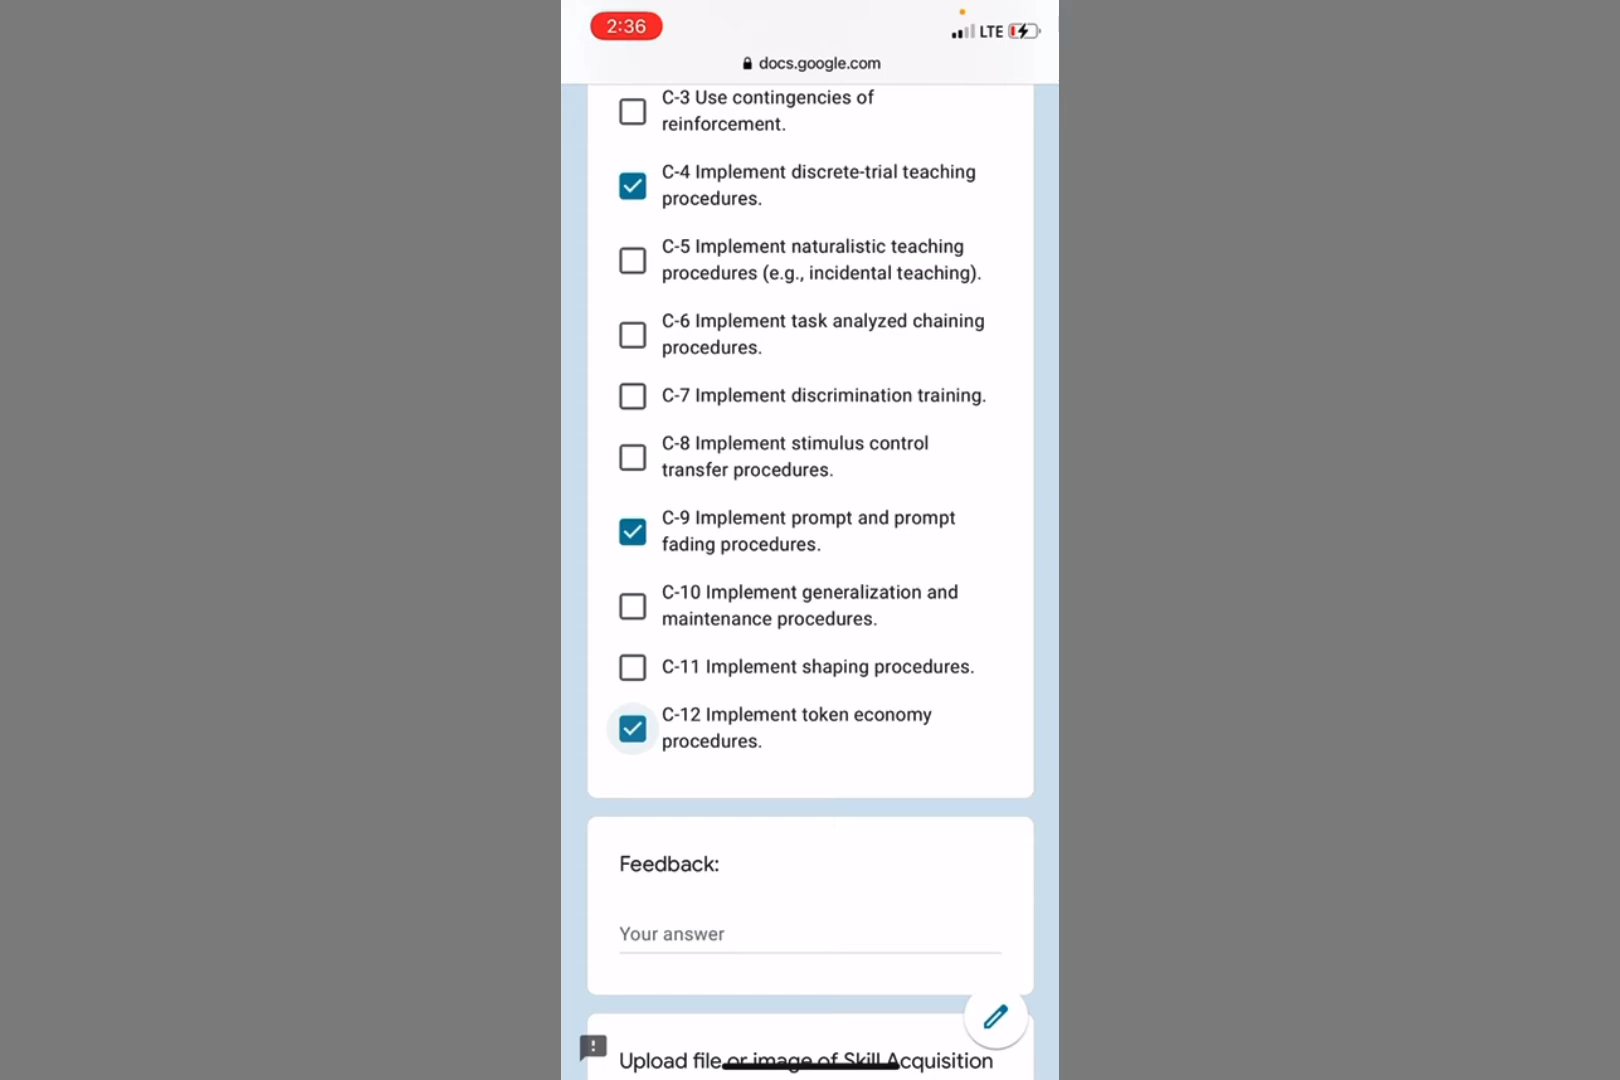 2:36
LTE
docs.google.com
C-3 Use contingencies of
reinforcement.
C-4 Implement discrete-trial teaching
procedures.
C-5 Implement naturalistic teaching
procedures (e.g., incidental teaching).
C-6 Implement task analyzed chaining
procedures.
C-7 Implement discrimination training.
C-8 Implement stimulus control
transfer procedures.
C-9 Implement prompt and prompt
fading procedures.
C-10 Implement generalization and
maintenance procedures.
C-11 Implement shaping procedures.
C-12 Implement token economy
procedures.
Feedback:
Your answer
Upload file or image of Skill Acquisition